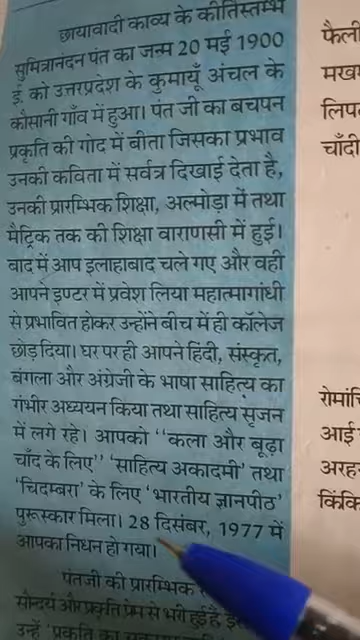 छायावादी काव्य के कीर्तिस्तम्भ
सुमित्रानंदन पंत का जन्म 20 मई 1900
ई. को उत्तरप्रदेश के कुमायूँ अंचल के
कौसानी गाँव में हुआ। पंत जी का बचपन
प्रकृति की गोद में बीता जिसका प्रभाव
उनकी कविता में सर्वत्र दिखाई देता है,
उनकी प्रारम्भिक शिक्षा, अल्मोड़ा में तथा
मैट्रिक तक की शिक्षा वाराणसी में हुई।
बाद में आप इलाहाबाद चले गए और वहीं
आपने इण्टर में प्रवेश लिया महात्मागांधी
से प्रभावित होकर उन्होंने बीच में ही कॉलेज
छोड़ दिया। घर पर ही आपने हिंदी, संस्कृत,
बंगला और अंग्रेजी के भाषा साहित्य का
गंभीर अध्ययन किया तथा साहित्य सृजन
में लगे रहे। आपको "कला और बूढ़ा
चाँद के लिए" 'साहित्य अकादमी' तथा
'चिदम्बरा' के लिए 'भारतीय ज्ञानपीठ'
पुरूस्कार मिला। 28 दिसंबर, 1977 में
आपका निधन हो गया।
पंतजी की प्रारम्भिक
सौन्दर्य और प्रकृति प्रेम से भरी हुई है
उन्हें 'प्रकृति का
फैली
चाँदी
आई